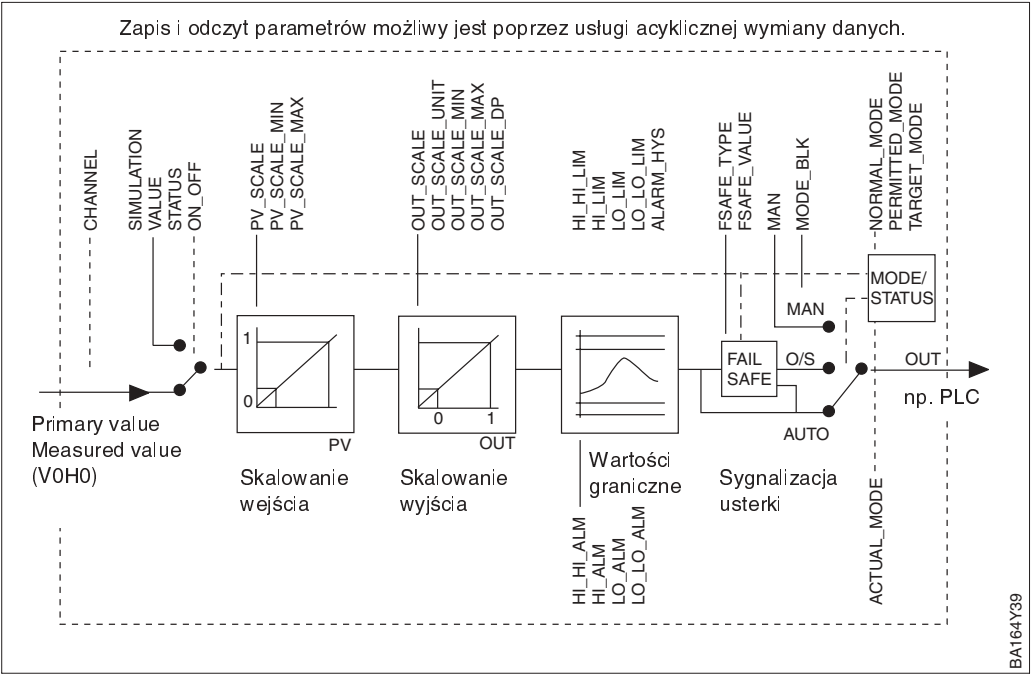 Zapis i odczyt parametrów możliwy jest poprzez usługi acyklicznej wymiany danych.
CHANNEL
SIMULATION
VALUE
STATUS
ON_OFF
PV_SCALE
PV_SCALE_MIN
PV_SCALE_MAX
OUT_SCALE
OUT_SCALE_UNIT
OUT_SCALE_MIN
OUT_SCALE_MAX
OUT_SCALE_DP
HI_HI_LIM
HI_LIM
LO_LIM
LO_LO_LIM
ALARM_HYS
FSAFE_TYPE
FSAFE_VALUE
MAN
MODE_BLK
NORMAL_MODE
PERMITTED_MODE
TARGET_MODE
MODE/
STATUS
MAN
1
0
0
1
FAIL
SAFE
O/S
AUTO
OUT
np. PLC
Primary value
Measured value
(V0H0)
PV
Skalowanie
wejścia
OUT
Skalowanie
wyjścia
Wartości
graniczne
Sygnalizacja
usterki
HI_HI_ALM
HI_ALM
LO_ALM
LO_LO_ALM
ACTUAL_MODE
BA164Y39